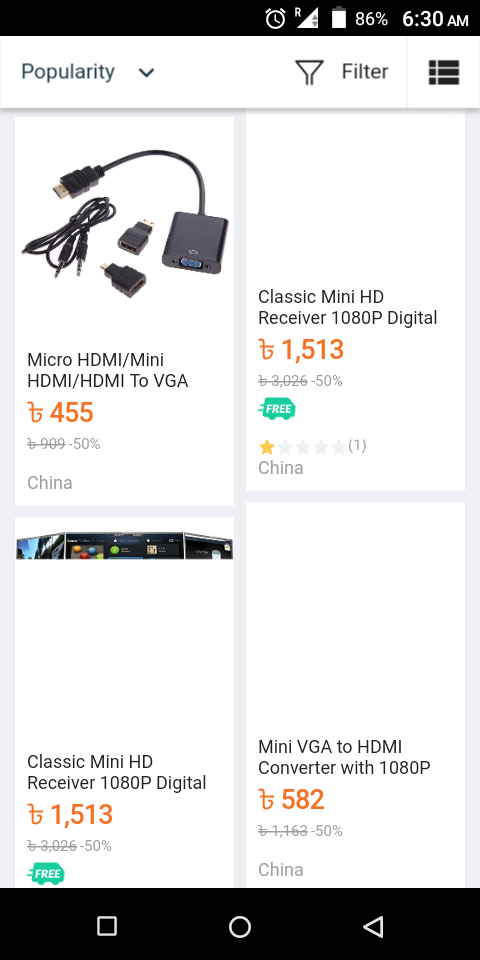 R 86% 6:30 AM
Popularity
Filter
Micro HDMI/Mini
HDMI/HDMI To VGA
৳ 455
৳ 909 -50%
China
Classic Mini HD
Receiver 1080P Digital
৳ 1,513
৳ 3,026 -50%
FREE
(1)
China
Classic Mini HD
Receiver 1080P Digital
৳ 1,513
৳ 3,026 -50%
FREE
Mini VGA to HDMI
Converter with 1080P
৳ 582
৳ 1,163 -50%
China